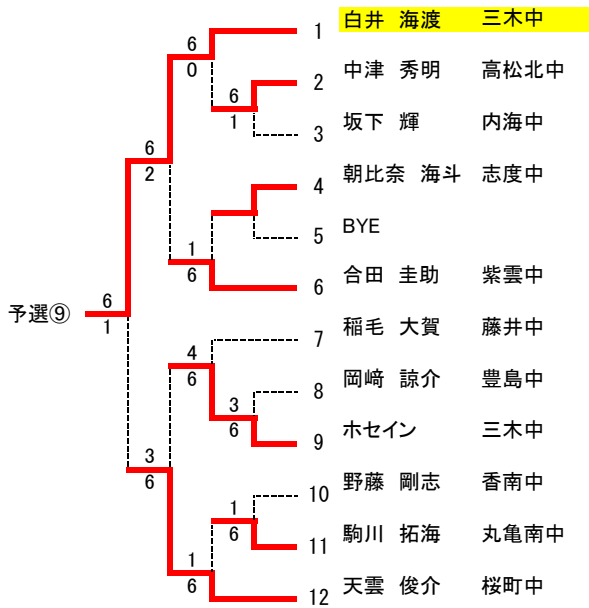 1 白井 海渡 三木中
6
0
中津 秀明 高松北中
2
6
1
坂下 輝 内海中
3
6
2
朝比奈 海斗 志度中
4
BYE
5
1
6
合田 圭助 紫雲中
6
予選⑨
6
1
稲毛 大賀 藤井中
7
4
6
岡﨑 諒介 豊島中
8
3
6
ホセイン 三木中
9
3
6
野藤 剛志 香南中
10
1
6
駒川 拓海 丸亀南中
11
1
6
天雲 俊介 桜町中
12